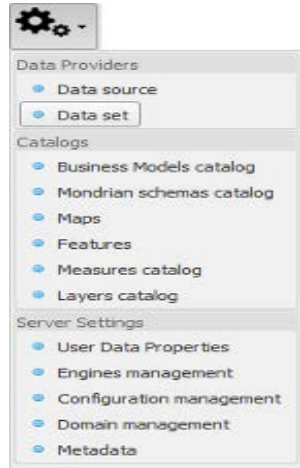 Data Providers
Data source
Data set
Catalogs
Business Models catalog
Mondrian schemas catalog
Maps
Features
Measures catalog
Layers catalog
Server Settings
User Data Properties
Engines management
Configuration management
Domain management
Metadata